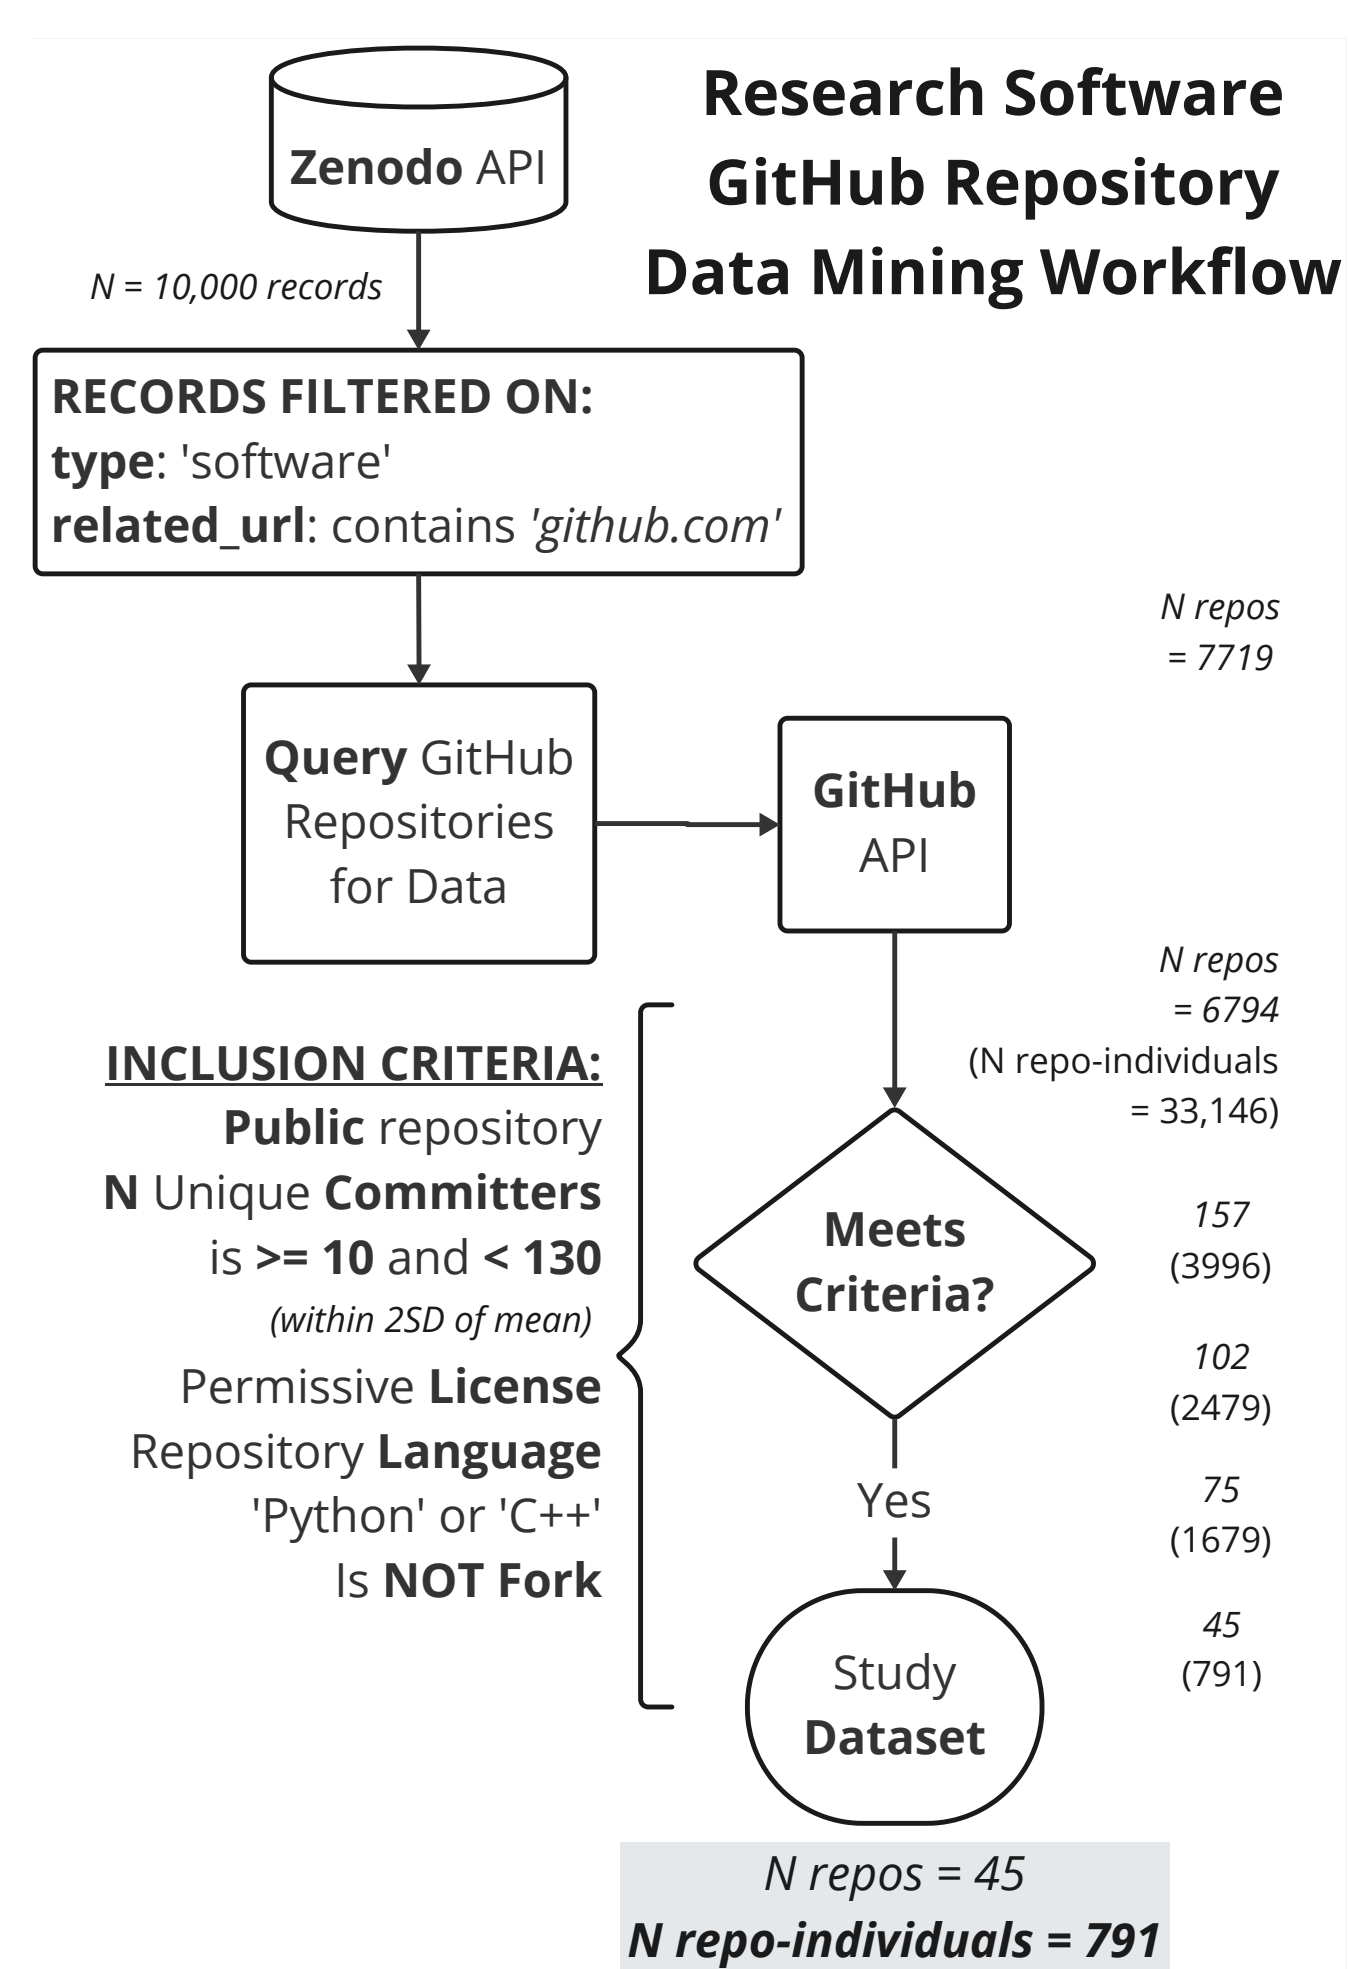 Research Software
GitHub Repository
Data Mining Workflow
Zenodo API
N = 10,000 records
RECORDS FILTERED ON:
type: 'software'
related_url: contains 'github.com'
N repos
= 7719
Query GitHub
Repositories
for Data
GitHub
API
N repos
= 6794
(N repo-individuals
= 33,146)
INCLUSION CRITERIA:
Public repository
N Unique Committers
is >= 10 and < 130
(within 2SD of mean)
Permissive License
Repository Language
'Python' or 'C++'
Is NOT Fork
Meets
Criteria?
157
(3996)
102
(2479)
75
(1679)
45
(791)
Yes
Study
Dataset
N repos = 45
N repo-individuals = 791